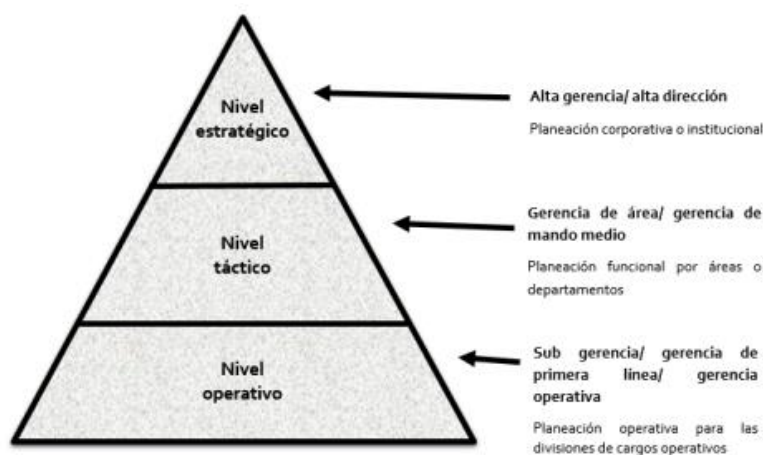 Nivel
estratégico
Alta gerencia/ alta dirección
Planeación corporativa o institucional
Nivel
táctico
Gerencia de área/ gerencia de
mando medio
Planeación funcional por áreas o
departamentos
Nivel
operativo
Sub gerencia/ gerencia de
primera línea/ gerencia
operativa
Planeación operativa para las
divisiones de cargos operativos